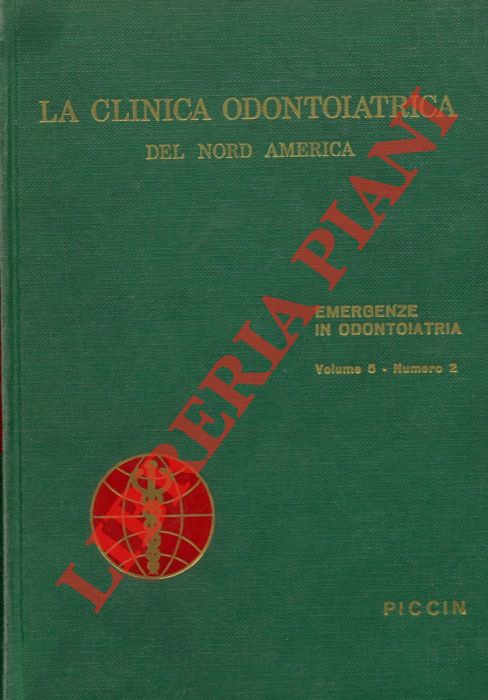 LA CLINICA ODONTOIATRICA
DEL NORD AMERICA
EMERGENZE
IN ODONTOIATRIA
Volume 5 - Numero 2
PICCIN
LIBRERIA PIANI